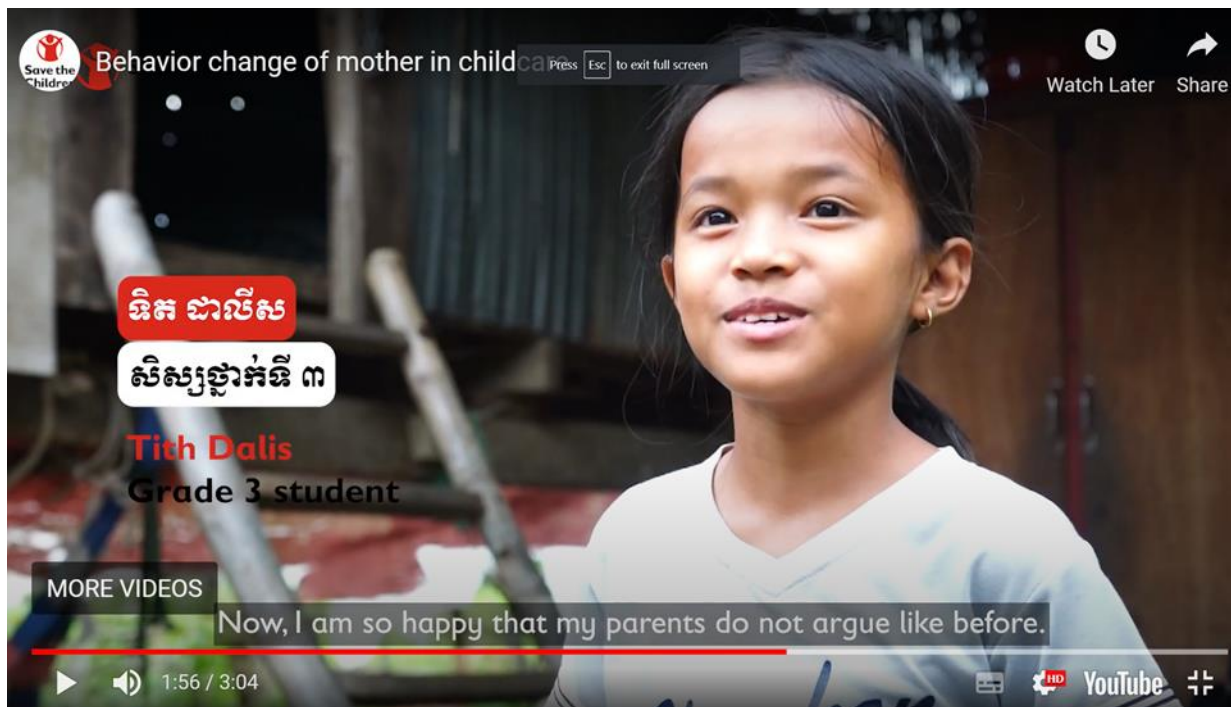 Save the
Children
Behavior change of mother in childcare
Press Esc to exit full screen
Watch Later
Share
ទិត ដាលីស
សិស្សថ្នាក់ទី ៣
Tith Dalis
Grade 3 student
MORE VIDEOS
Now, I am so happy that my parents do not argue like before.
1:56 / 3:04
HD
YouTube